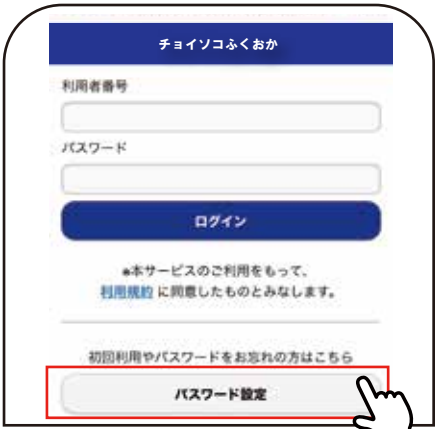 チョイソコふくおか
利用者番号
パスワード
ログイン
※本サービスのご利用をもって、
利用規約 に同意したものとみなします。
初回利用やパスワードをお忘れの方はこちら
パスワード設定